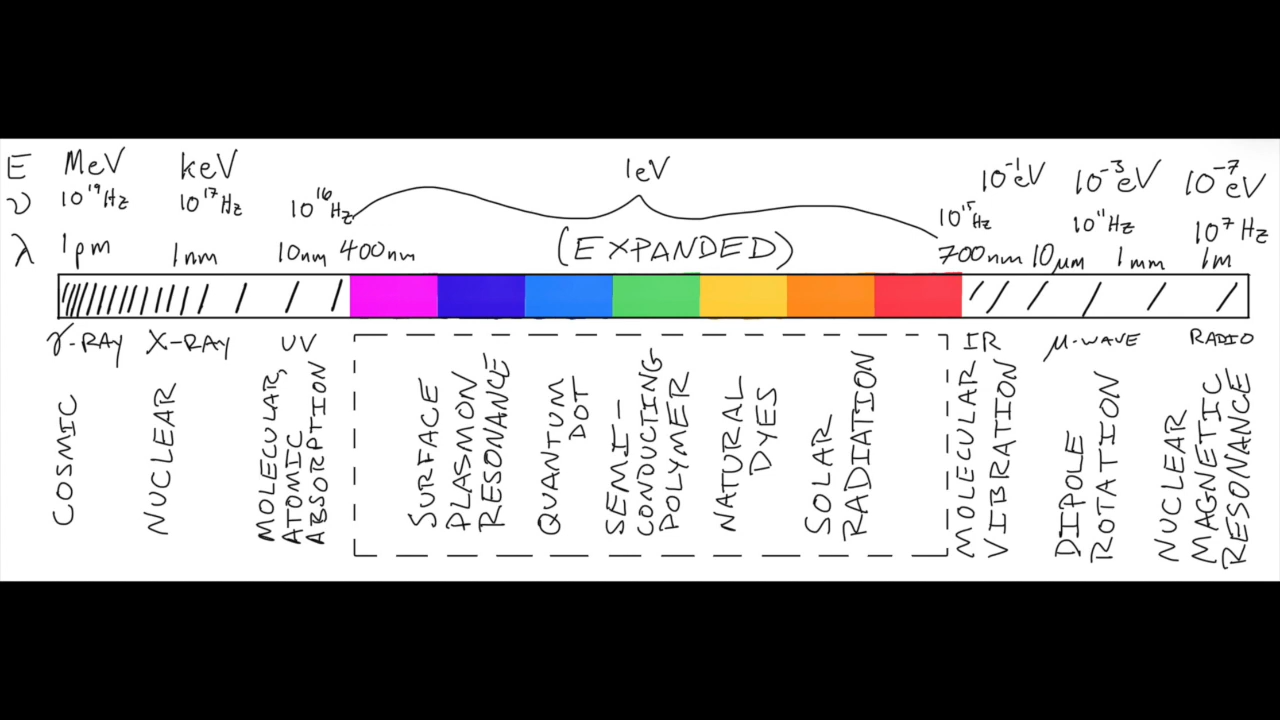 E MeV keV 1eV 10⁻¹eV 10⁻³eV 10⁻⁷eV
ν 10¹⁹Hz 10¹⁷Hz 10¹⁶Hz 10¹⁵Hz 10¹¹Hz 10⁷Hz
λ 1pm 1nm 10nm 400nm (EXPANDED) 700nm 10μm 1mm 1m
γ-RAY X-RAY UV IR μ-WAVE RADIO
COSMIC
NUCLEAR
MOLECULAR,
ATOMIC
ABSORPTION
SURFACE
PLASMON
RESONANCE
QUANTUM
DOT
SEMI-
CONDUCTING
POLYMER
NATURAL
DYES
SOLAR
RADIATION
MOLECULAR
VIBRATION
DIPOLE
ROTATION
NUCLEAR
MAGNETIC
RESONANCE